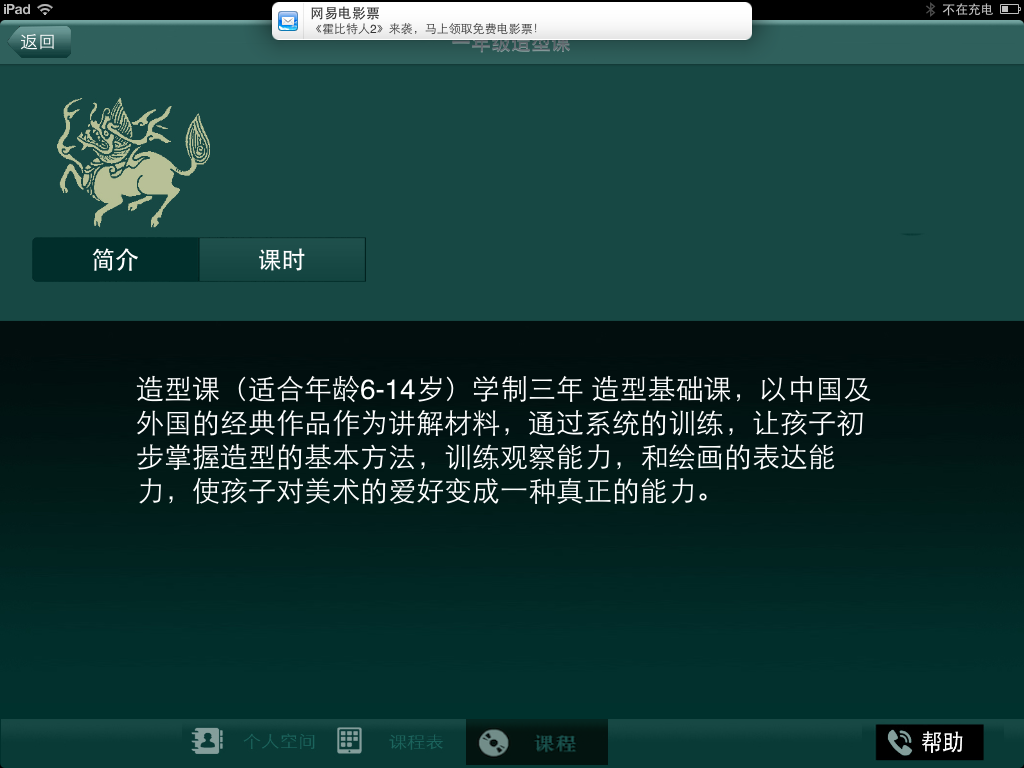 iPad
不在充电
网易电影票
《霍比特人2》来袭，马上领取免费电影票！
返回
一年级造型课
简介
课时
造型课（适合年龄6-14岁）学制三年 造型基础课，以中国及
外国的经典作品作为讲解材料，通过系统的训练，让孩子初
步掌握造型的基本方法，训练观察能力，和绘画的表达能
力，使孩子对美术的爱好变成一种真正的能力。
个人空间
课程表
课程
帮助